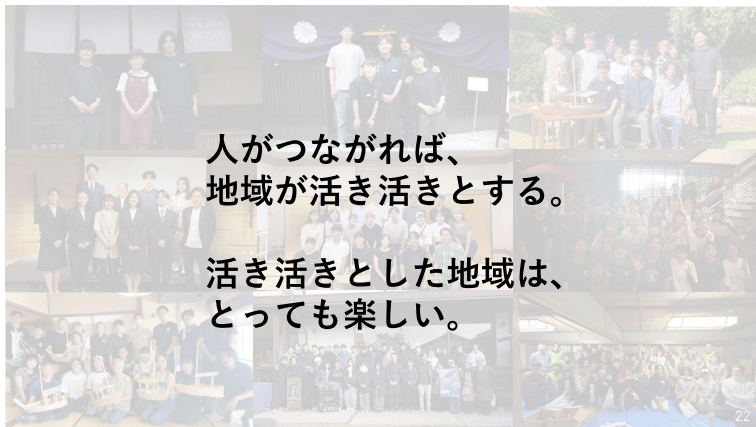 人がつながれば、
地域が活き活きとする。
活き活きとした地域は、
とっても楽しい。
22